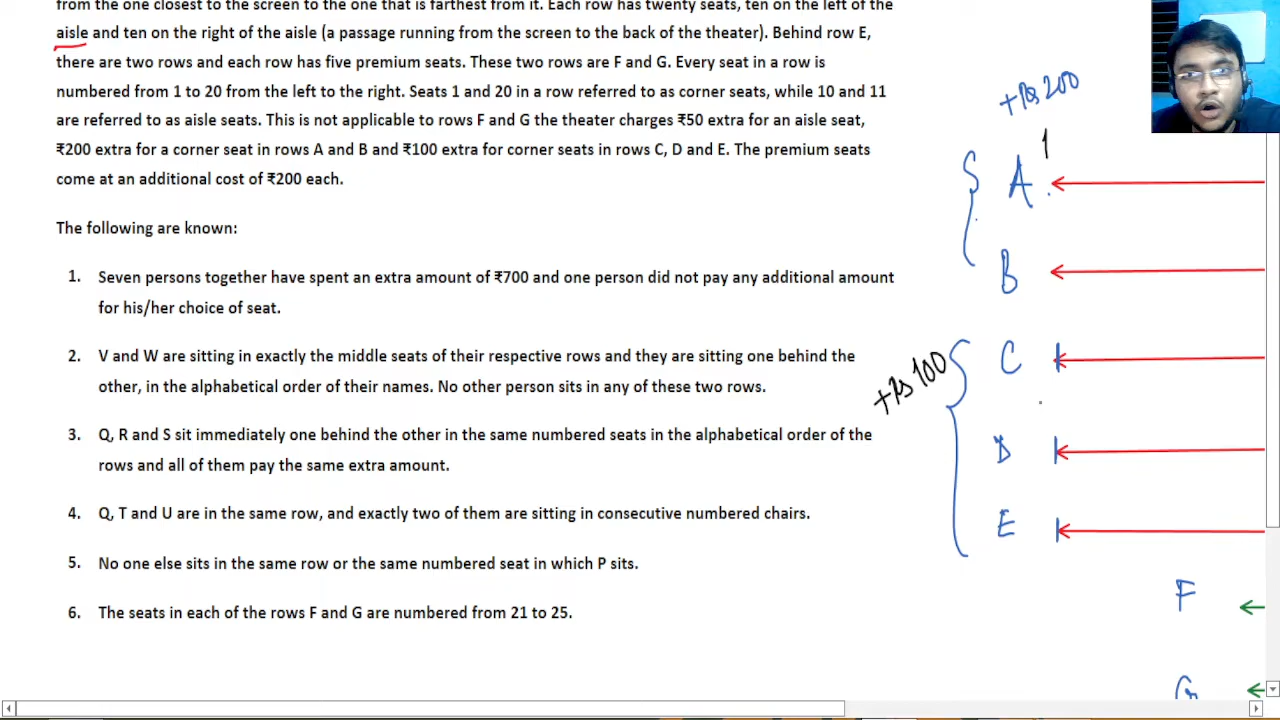 from the one closest to the screen to the one that is farthest from it. Each row has twenty seats, ten on the left of the
aisle and ten on the right of the aisle (a passage running from the screen to the back of the theater). Behind row E,
there are two rows and each row has five premium seats. These two rows are F and G. Every seat in a row is
numbered from 1 to 20 from the left to the right. Seats 1 and 20 in a row referred to as corner seats, while 10 and 11
are referred to as aisle seats. This is not applicable to rows F and G the theater charges ₹50 extra for an aisle seat,
₹200 extra for a corner seat in rows A and B and ₹100 extra for corner seats in rows C, D and E. The premium seats
come at an additional cost of ₹200 each.
The following are known:
1. Seven persons together have spent an extra amount of ₹700 and one person did not pay any additional amount
for his/her choice of seat.
2. V and W are sitting in exactly the middle seats of their respective rows and they are sitting one behind the
other, in the alphabetical order of their names. No other person sits in any of these two rows.
3. Q, R and S sit immediately one behind the other in the same numbered seats in the alphabetical order of the
rows and all of them pay the same extra amount.
4. Q, T and U are in the same row, and exactly two of them are sitting in consecutive numbered chairs.
5. No one else sits in the same row or the same numbered seat in which P sits.
6. The seats in each of the rows F and G are numbered from 21 to 25.
+Rs 200
1
A
B
+Rs 100
C
D
E
F
G